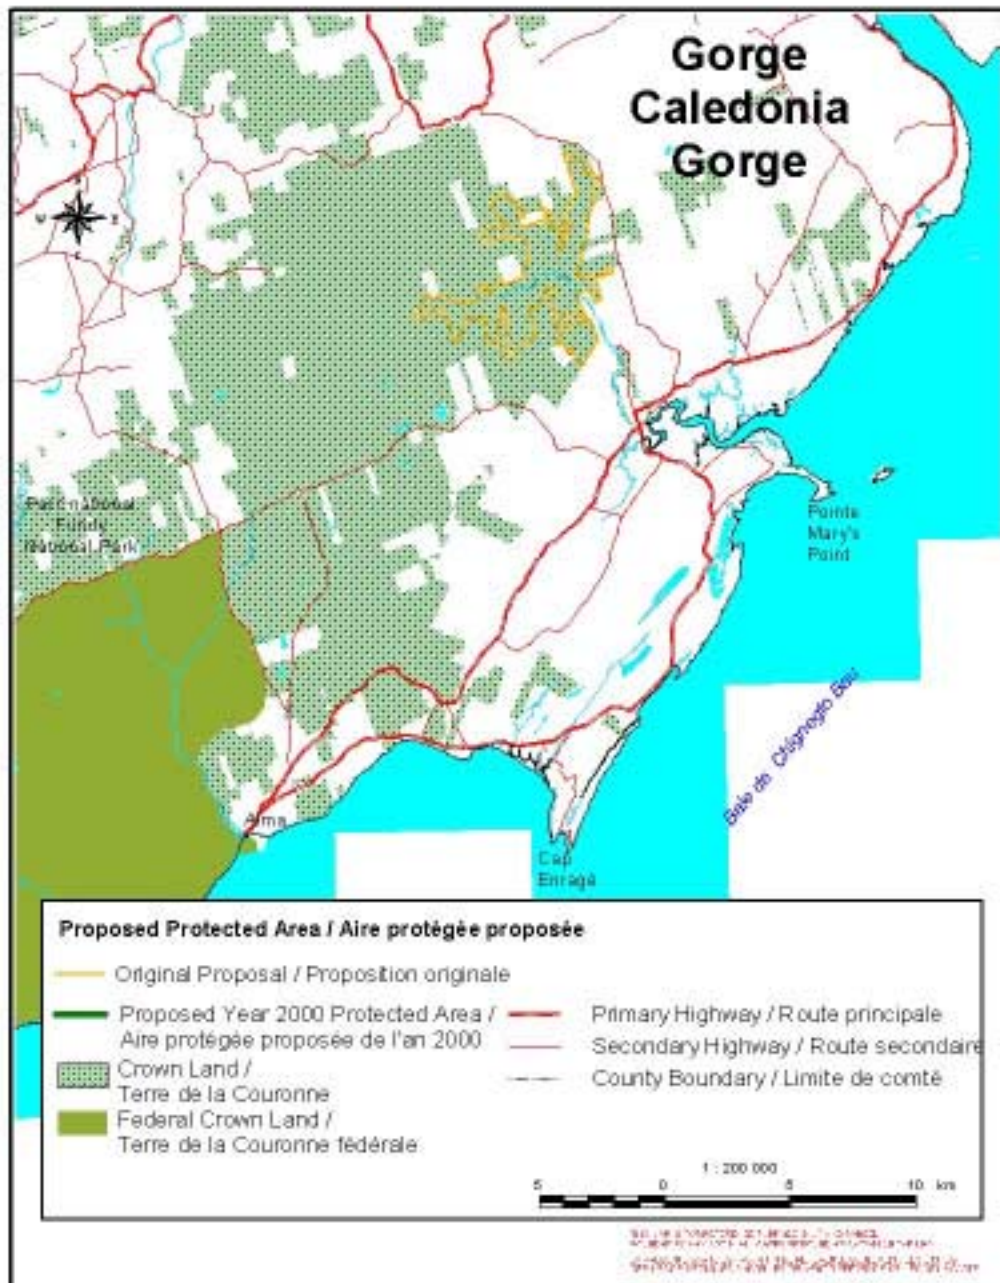 Gorge
Caledonia
Gorge
Parc national
Fundy
National Park
Pointe
Mary's
Point
Baie de Chignecto Bay
Alma
Cap
Enragé
Proposed Protected Area / Aire protégée proposée
Original Proposal / Proposition originale
Proposed Year 2000 Protected Area /
Aire protégée proposée de l'an 2000
Crown Land /
Terre de la Couronne
Federal Crown Land /
Terre de la Couronne fédérale
Primary Highway / Route principale
Secondary Highway / Route secondaire
County Boundary / Limite de comté
1 : 200 000
5 0 5 10 km